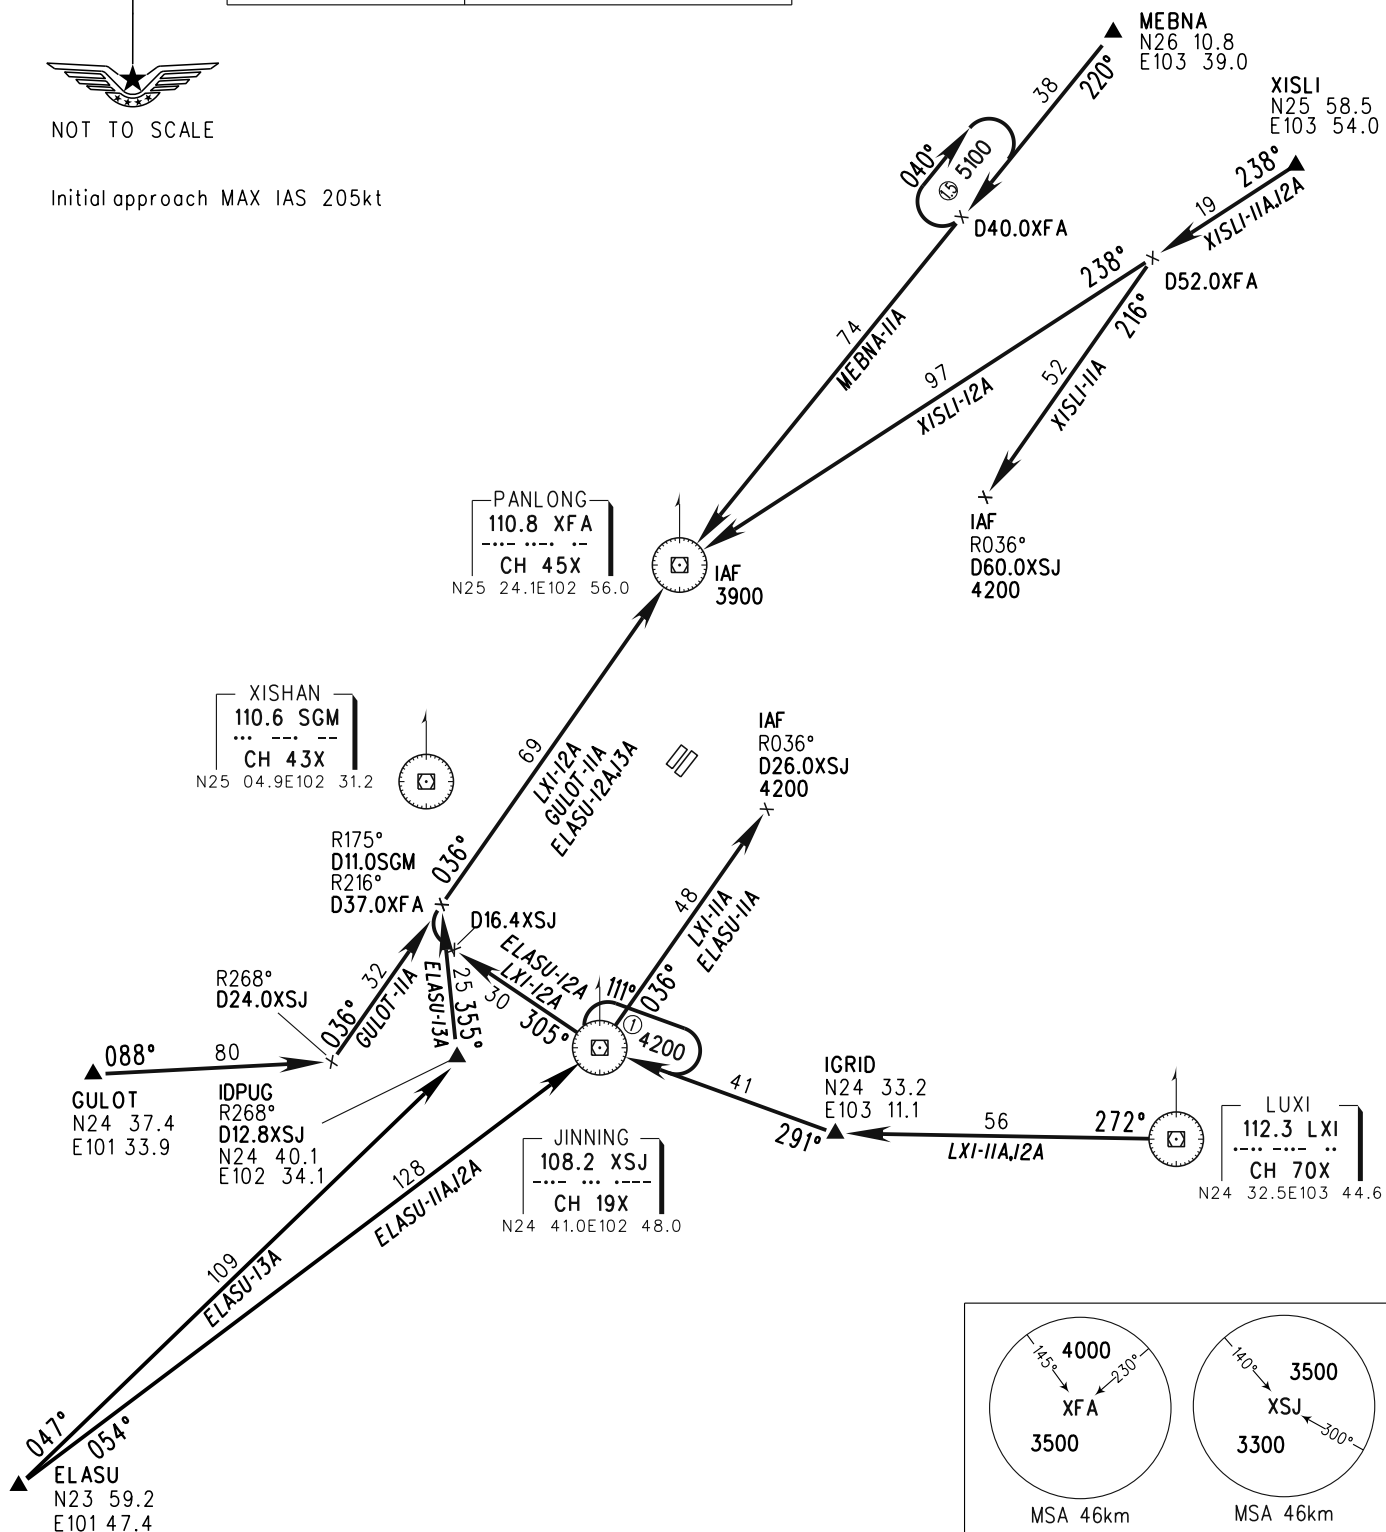 MEBNA
N26 10.8
E103 39.0
XISLI
N25 58.5
E103 54.0
NOT TO SCALE
Initial approach MAX IAS 205kt
38
220°
040°
1.5 5100
D40.0XFA
238°
19
XISLI-11A,12A
238°
D52.0XFA
216°
74
MEBNA-11A
97
XISLI-12A
52
XISLI-11A
PANLONG
110.8 XFA
CH 45X
N25 24.1E102 56.0
IAF
3900
IAF
R036°
D60.0XSJ
4200
XISHAN
110.6 SGM
CH 43X
N25 04.9E102 31.2
69
LXI-12A
GULOT-11A
ELASU-12A,13A
IAF
R036°
D26.0XSJ
4200
R175°
D11.0SGM
R216°
D37.0XFA
036°
D16.4XSJ
48
LXI-11A
ELASU-11A
036°
ELASU-12A
LXI-12A
30
305°
111°
1 4200
R268°
D24.0XSJ
036°
32
GULOT-11A
ELASU-13A
25 355°
088°
80
GULOT
N24 37.4
E101 33.9
IDPUG
R268°
D12.8XSJ
N24 40.1
E102 34.1
41
291°
IGRID
N24 33.2
E103 11.1
56
272°
LXI-11A,12A
LUXI
112.3 LXI
CH 70X
N24 32.5E103 44.6
JINNING
108.2 XSJ
CH 19X
N24 41.0E102 48.0
128
ELASU-11A,12A
109
ELASU-13A
047°
054°
ELASU
N23 59.2
E101 47.4
145°
4000
230°
XFA
3500
MSA 46km
140°
3500
XSJ
300°
3300
MSA 46km